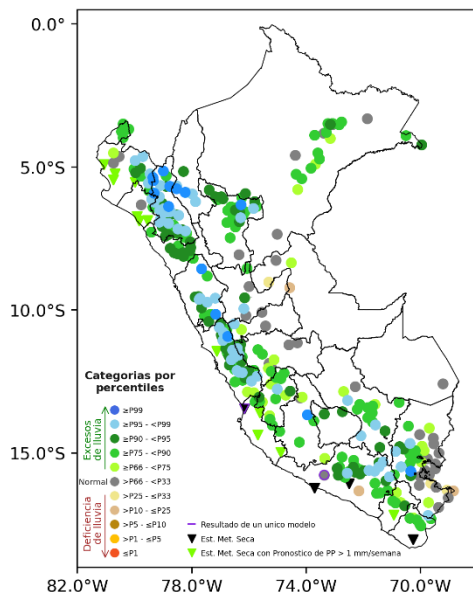 0.0°
5.0°S
10.0°S
15.0°S
82.0°W
78.0°W
74.0°W
70.0°W
Categorias por
percentiles
Excesos
de lluvia
Normal
Deficiencia
de lluvia
≥P99
≥P95 - <P99
≥P90 - <P95
≥P75 - <P90
≥P66 - <P75
>P66 - <P33
>P25 - ≤P33
>P10 - ≤P25
>P5 - ≤P10
>P1 - ≤P5
≤P1
Resultado de un unico modelo
Est. Met. Seca
Est. Met. Seca con Pronostico de PP > 1 mm/semana